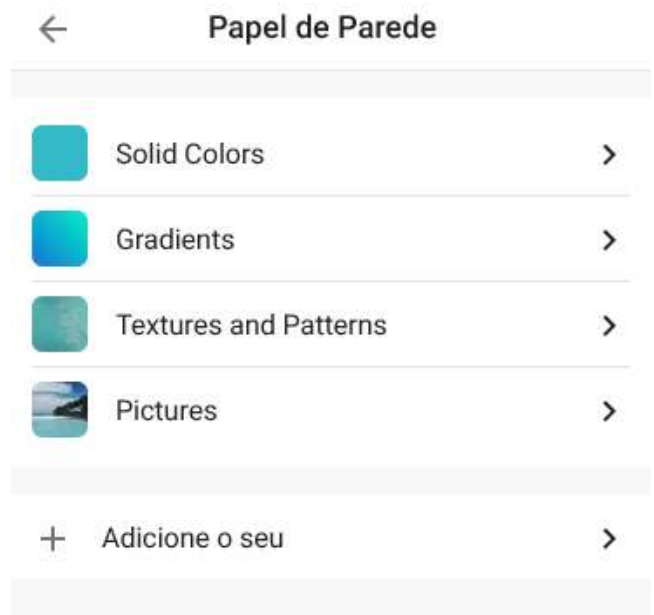 Papel de Parede
Solid Colors
Gradients
Textures and Patterns
Pictures
Adicione o seu